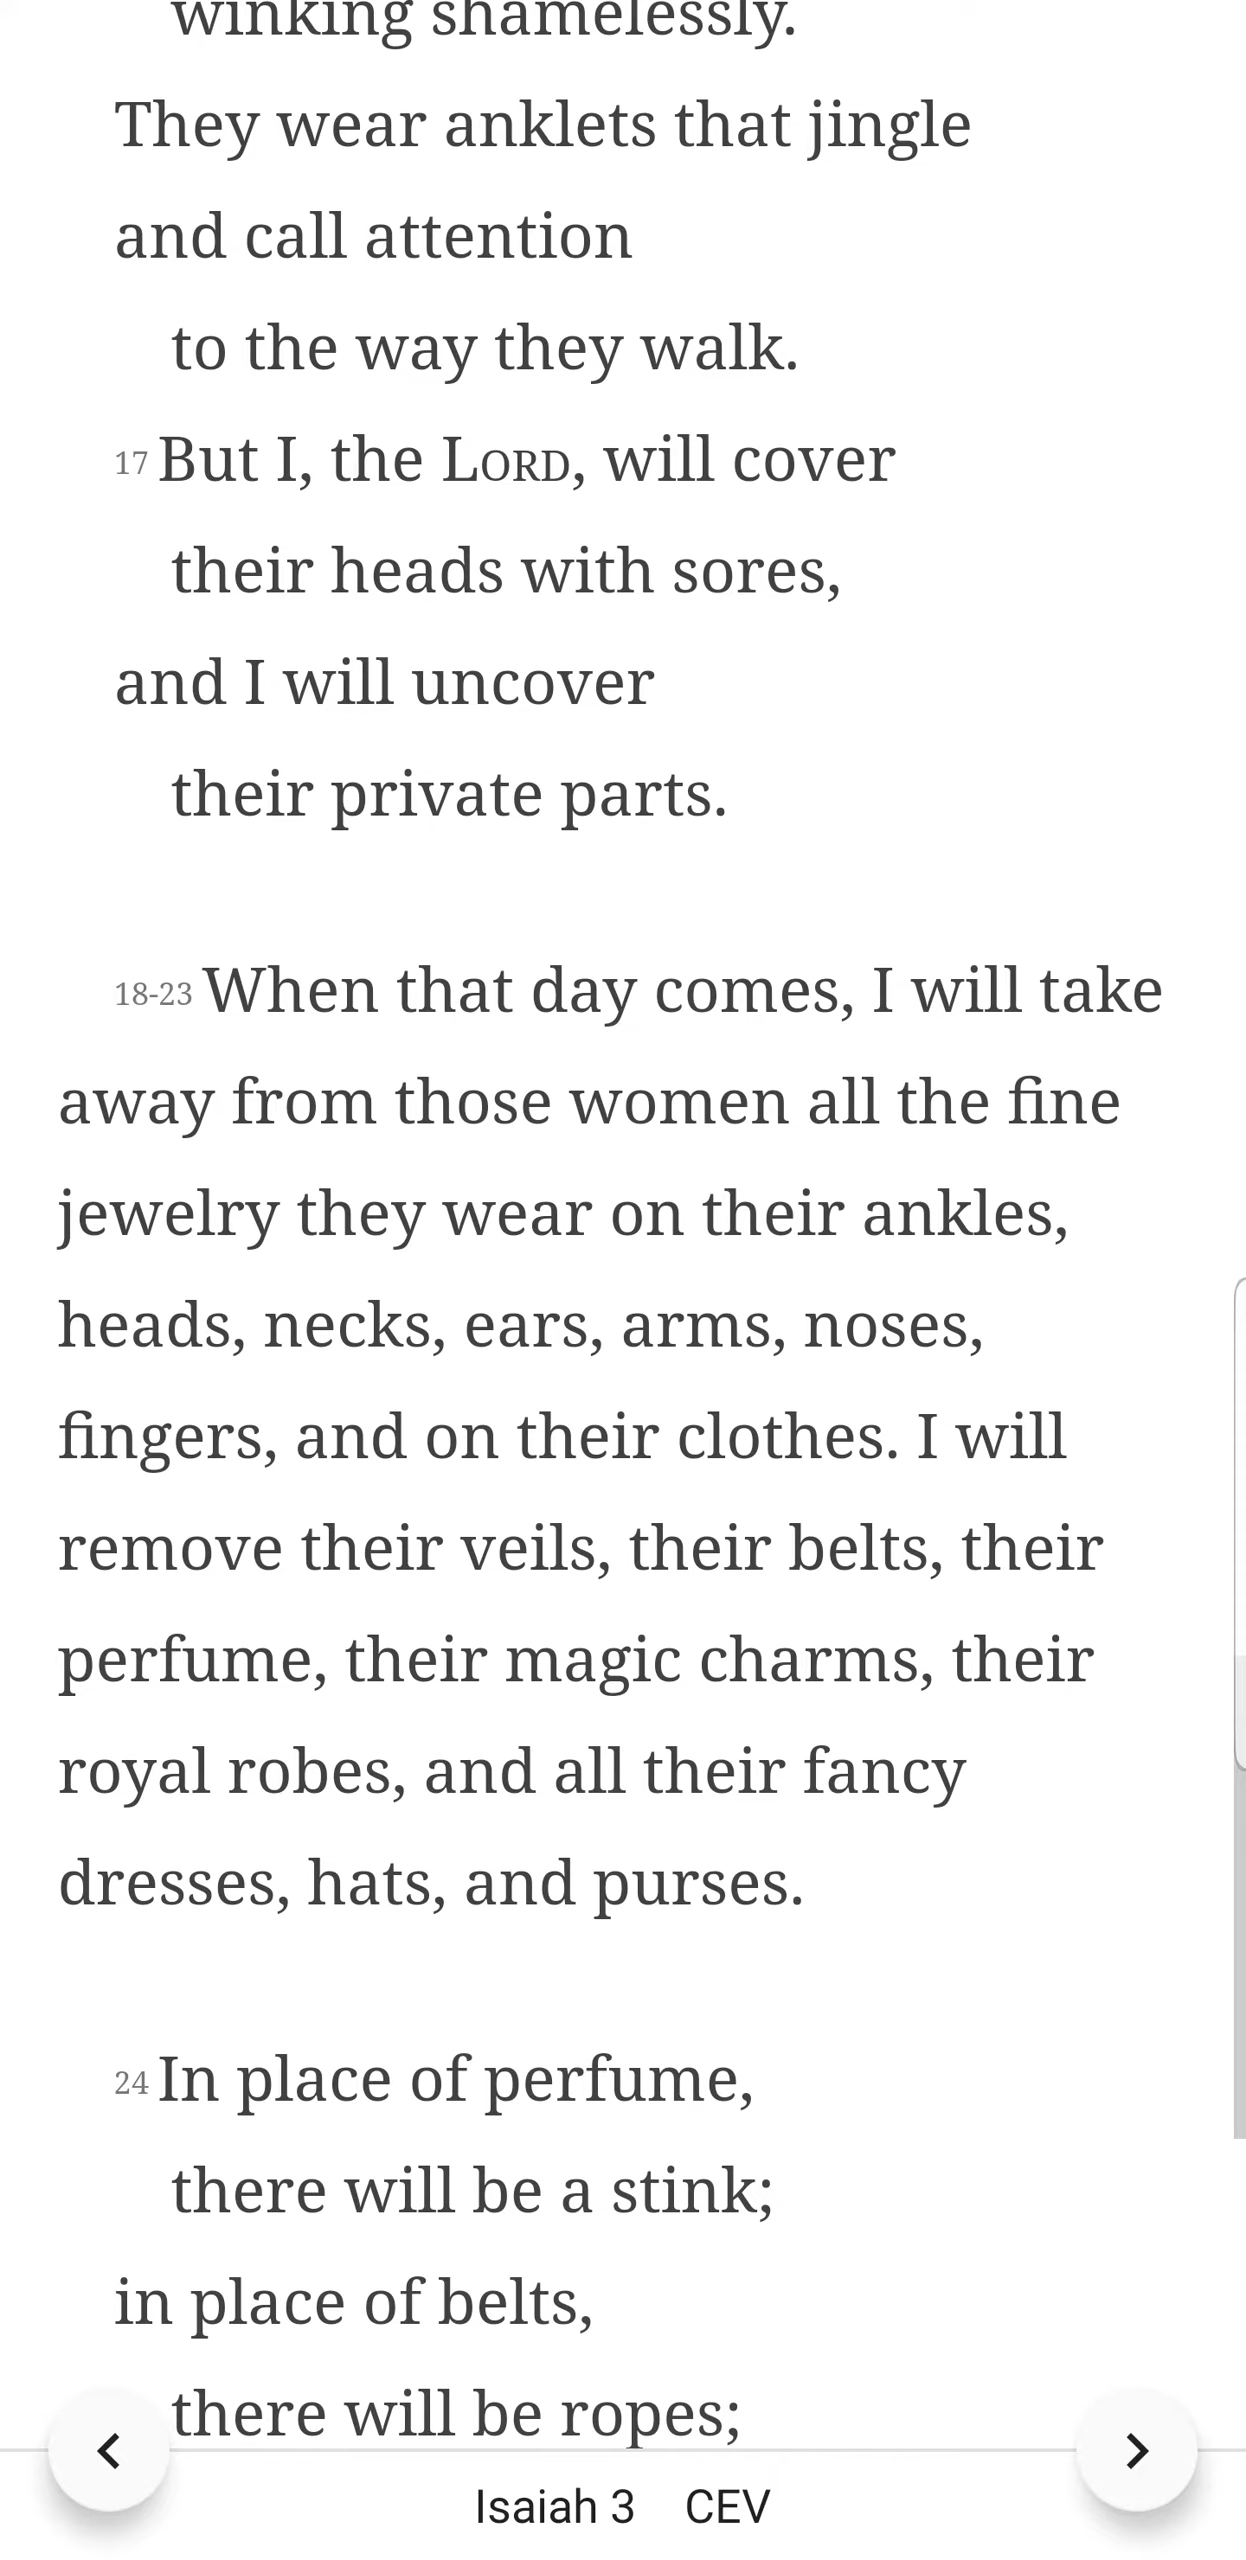 winking shamelessly.
They wear anklets that jingle
and call attention
to the way they walk.
17 But I, the LORD, will cover
their heads with sores,
and I will uncover
their private parts.
18-23 When that day comes, I will take
away from those women all the fine
jewelry they wear on their ankles,
heads, necks, ears, arms, noses,
fingers, and on their clothes. I will
remove their veils, their belts, their
perfume, their magic charms, their
royal robes, and all their fancy
dresses, hats, and purses.
24 In place of perfume,
there will be a stink;
in place of belts,
there will be ropes;
Isaiah 3 CEV